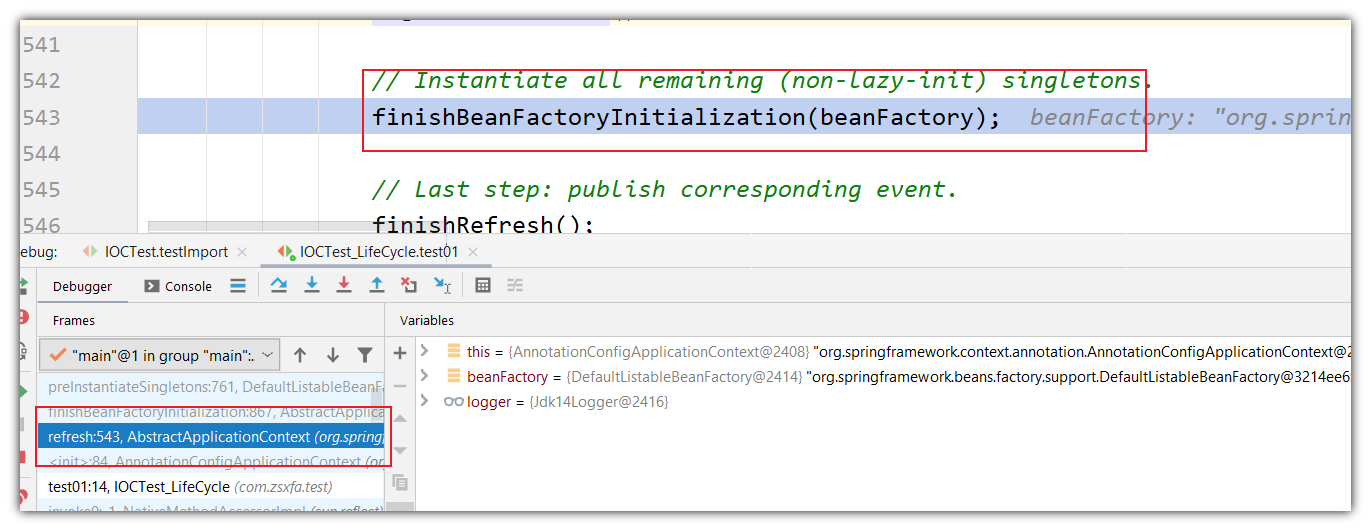 541
542 // Instantiate all remaining (non-lazy-init) singletons.
543 finishBeanFactoryInitialization(beanFactory); beanFactory: "org.sprin
544
545 // Last step: publish corresponding event.
546 finishRefresh();
ebug: IOCTest.testImport IOCTest_LifeCycle.test01
Debugger Console
Frames Variables
"main"@1 in group "main":.
this = {AnnotationConfigApplicationContext@2408} "org.springframework.context.annotation.AnnotationConfigApplicationContext@2
preInstantiateSingletons:761, DefaultListableBeanF
beanFactory = {DefaultListableBeanFactory@2414} "org.springframework.beans.factory.support.DefaultListableBeanFactory@3214ee6
finishBeanFactoryInitialization:867, AbstractApplica
logger = {Jdk14Logger@2416}
refresh:543, AbstractApplicationContext (org.springf
<init>:84, AnnotationConfigApplicationContext (or
test01:14, IOCTest_LifeCycle (com.zsxfa.test)
invoke0:-1, NativeMethodAccessorImpl (sun.reflect)